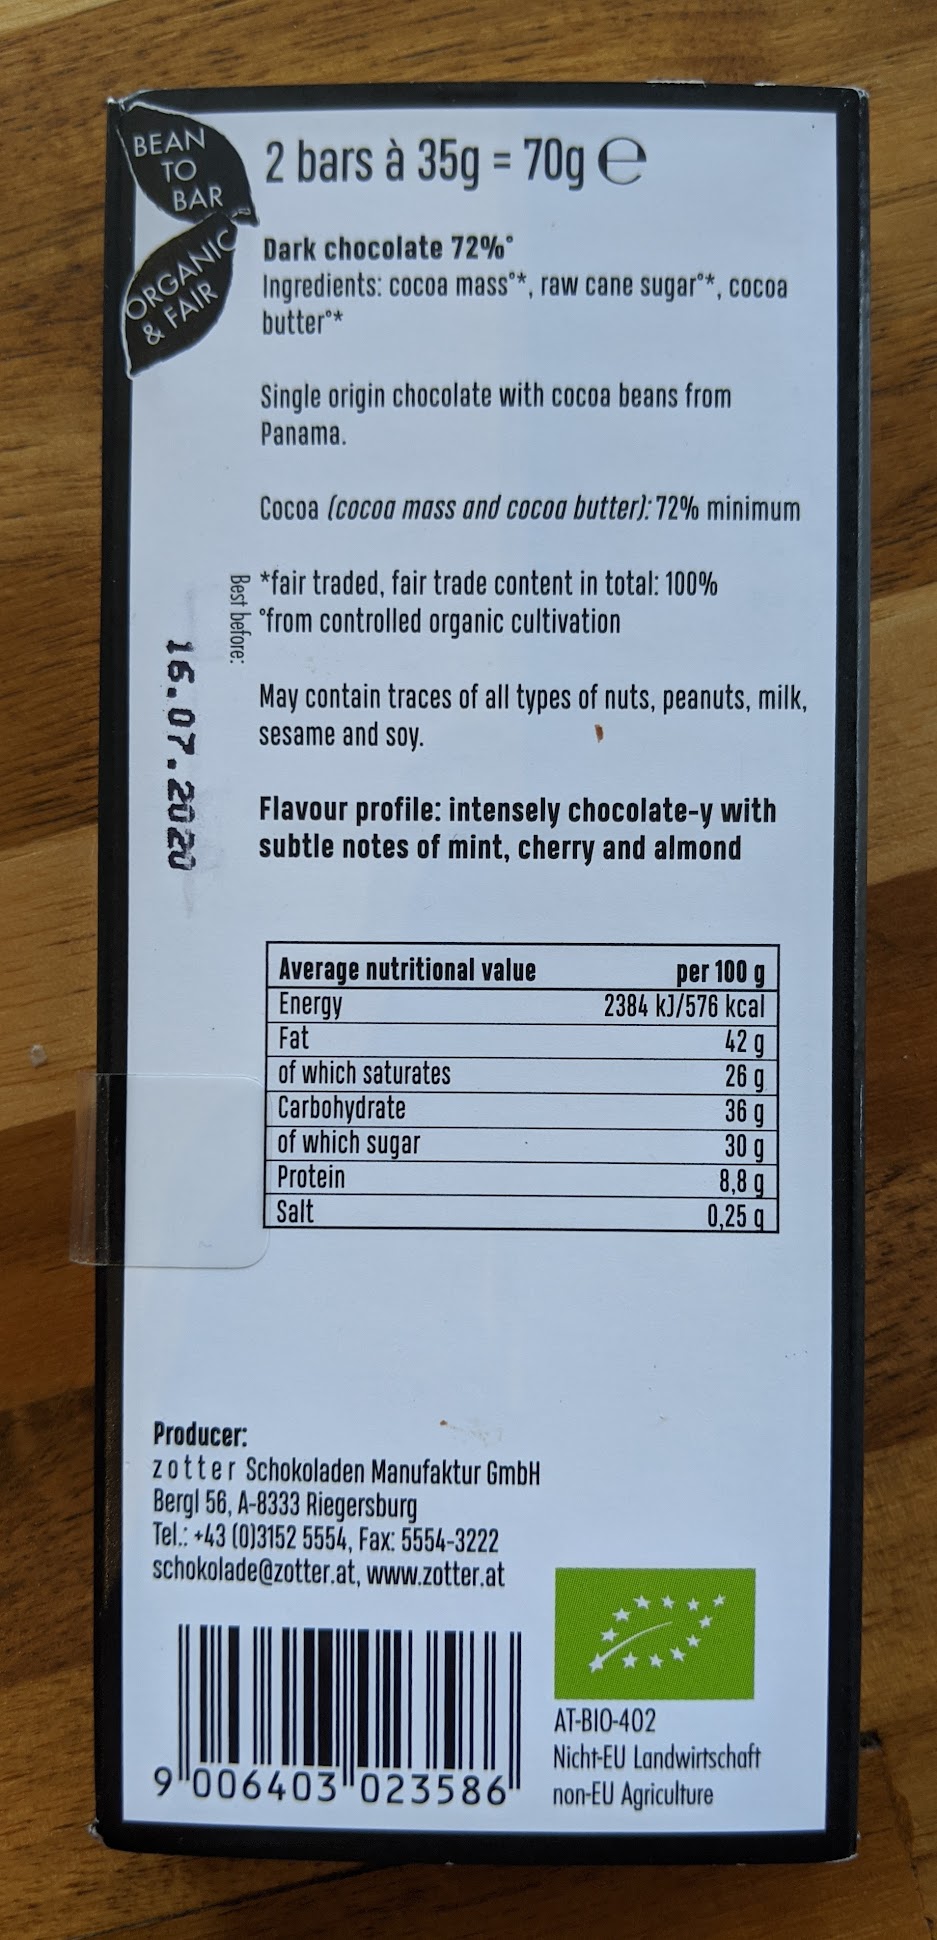 BEAN
TO
BAR
ORGANIC
& FAIR
2 bars à 35g = 70g ℮
Dark chocolate 72%°
Ingredients: cocoa mass°*, raw cane sugar°*, cocoa
butter°*
Single origin chocolate with cocoa beans from
Panama.
Cocoa (cocoa mass and cocoa butter): 72% minimum
*fair traded, fair trade content in total: 100%
°from controlled organic cultivation
Best before:
16.07.2020
May contain traces of all types of nuts, peanuts, milk,
sesame and soy.
Flavour profile: intensely chocolate-y with
subtle notes of mint, cherry and almond
Average nutritional value per 100 g
Energy 2384 kJ/576 kcal
Fat 42 g
of which saturates 26 g
Carbohydrate 36 g
of which sugar 30 g
Protein 8,8 g
Salt 0,25 g
Producer:
zotter Schokoladen Manufaktur GmbH
Bergl 56, A-8333 Riegersburg
Tel.: +43 (0)3152 5554, Fax: 5554-3222
schokolade@zotter.at, www.zotter.at
9 006403 023586
AT-BIO-402
Nicht-EU Landwirtschaft
non-EU Agriculture